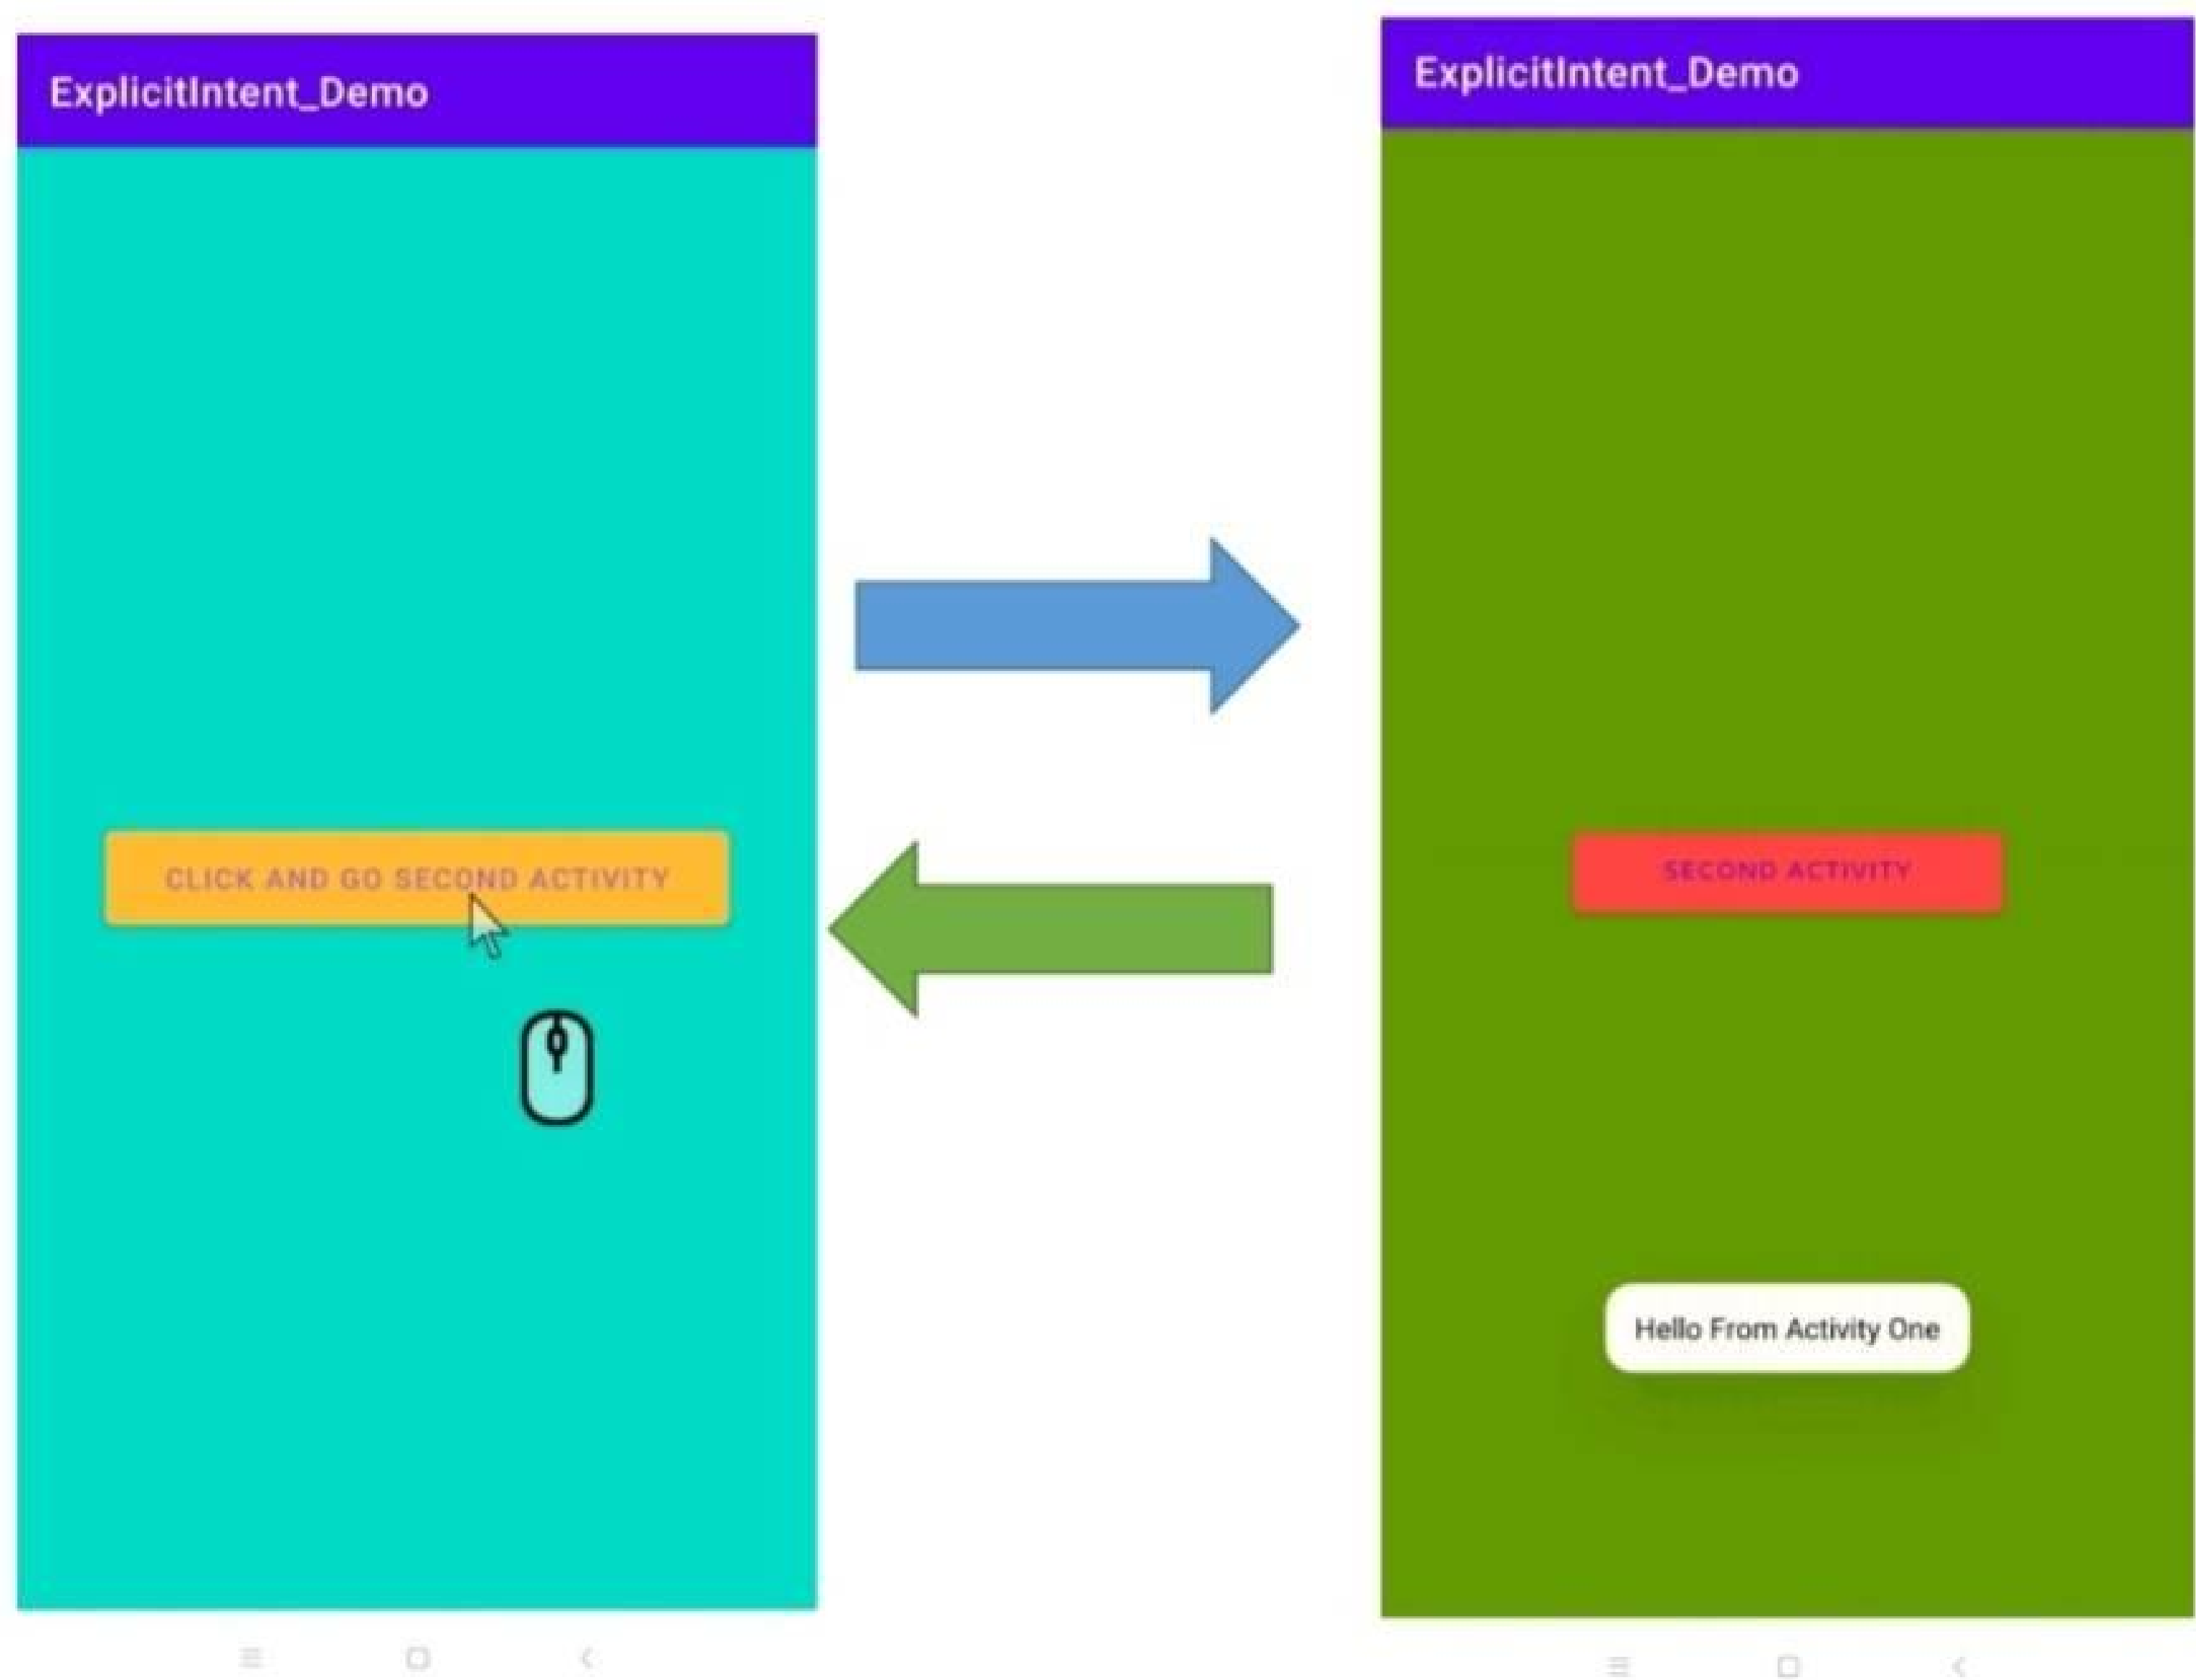 ExplicitIntent_Demo
CLICK AND GO SECOND ACTIVITY
ExplicitIntent_Demo
SECOND ACTIVITY
Hello From Activity One